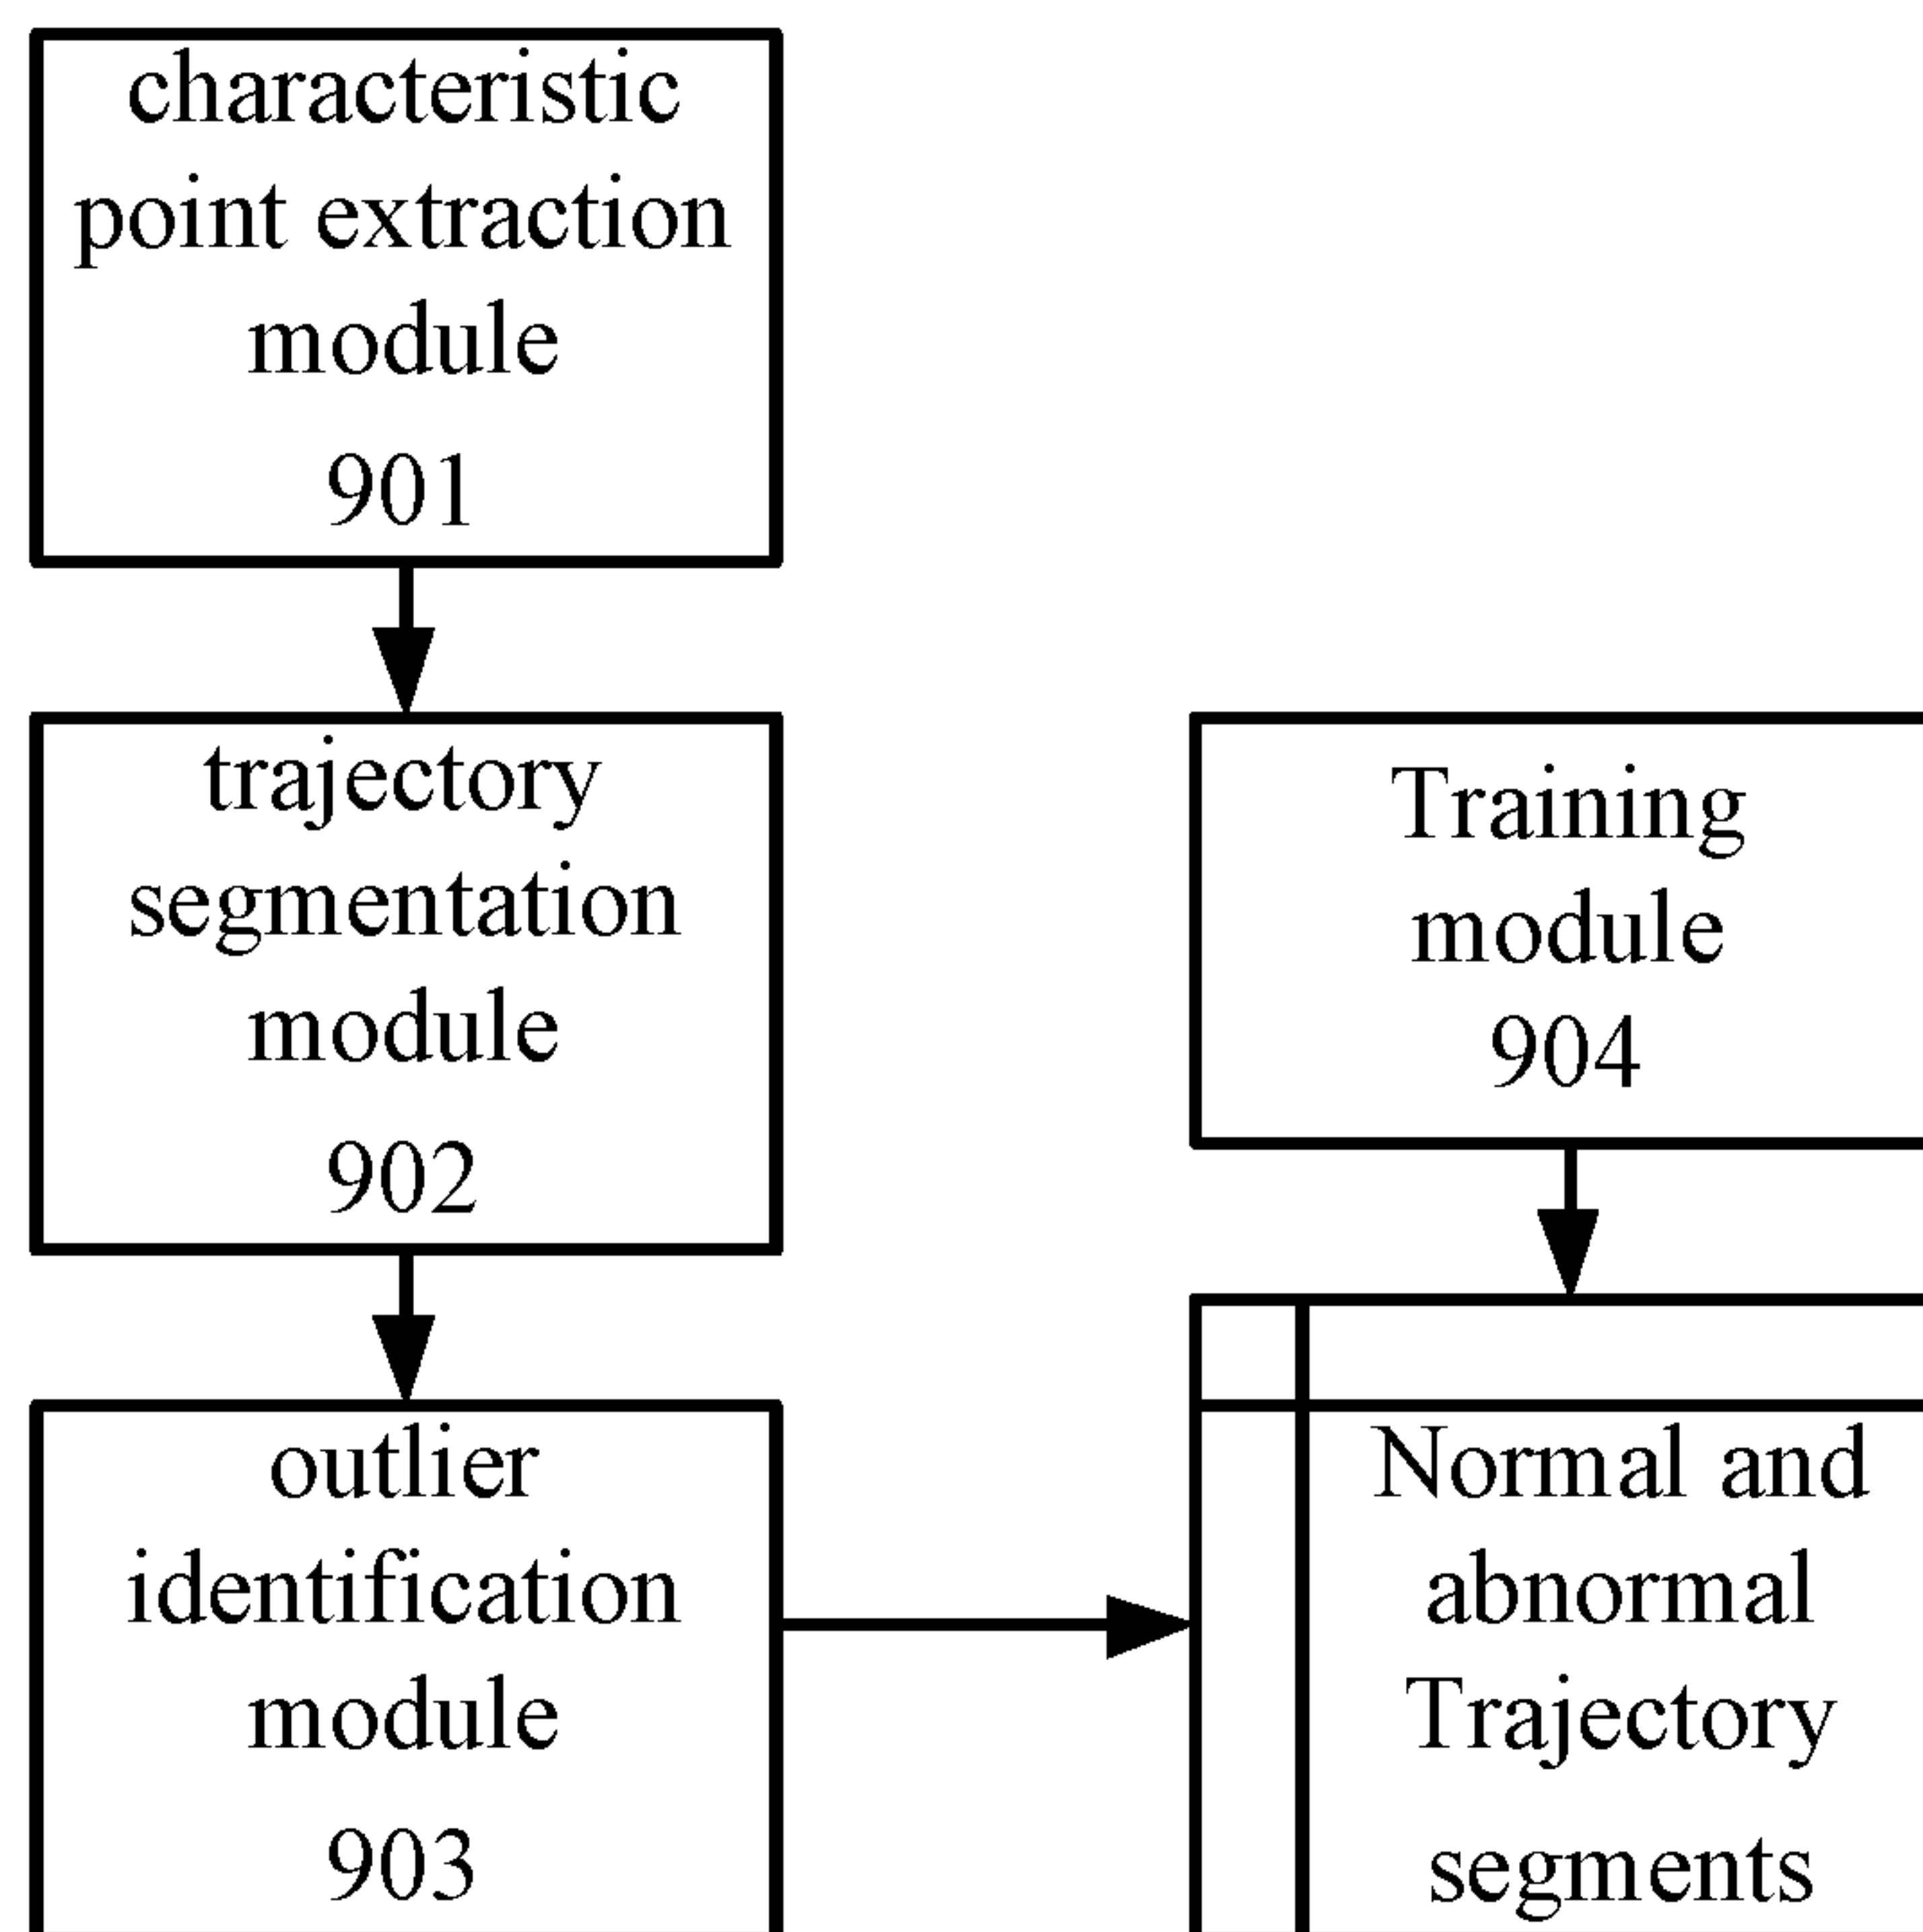 characteristic
point extraction
module
901
trajectory
segmentation
module
902
Training
module
904
outlier
identification
module
903
Normal and
abnormal
Trajectory
segments